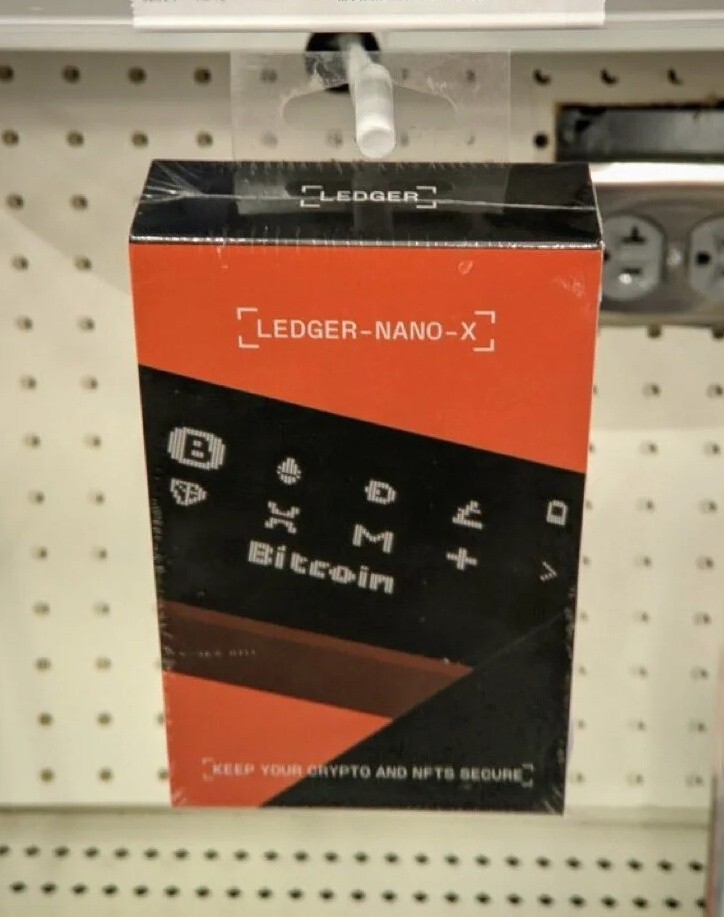 [LEDGER]
[LEDGER-NANO-X]
Bitcoin
[KEEP YOUR CRYPTO AND NFTS SECURE]